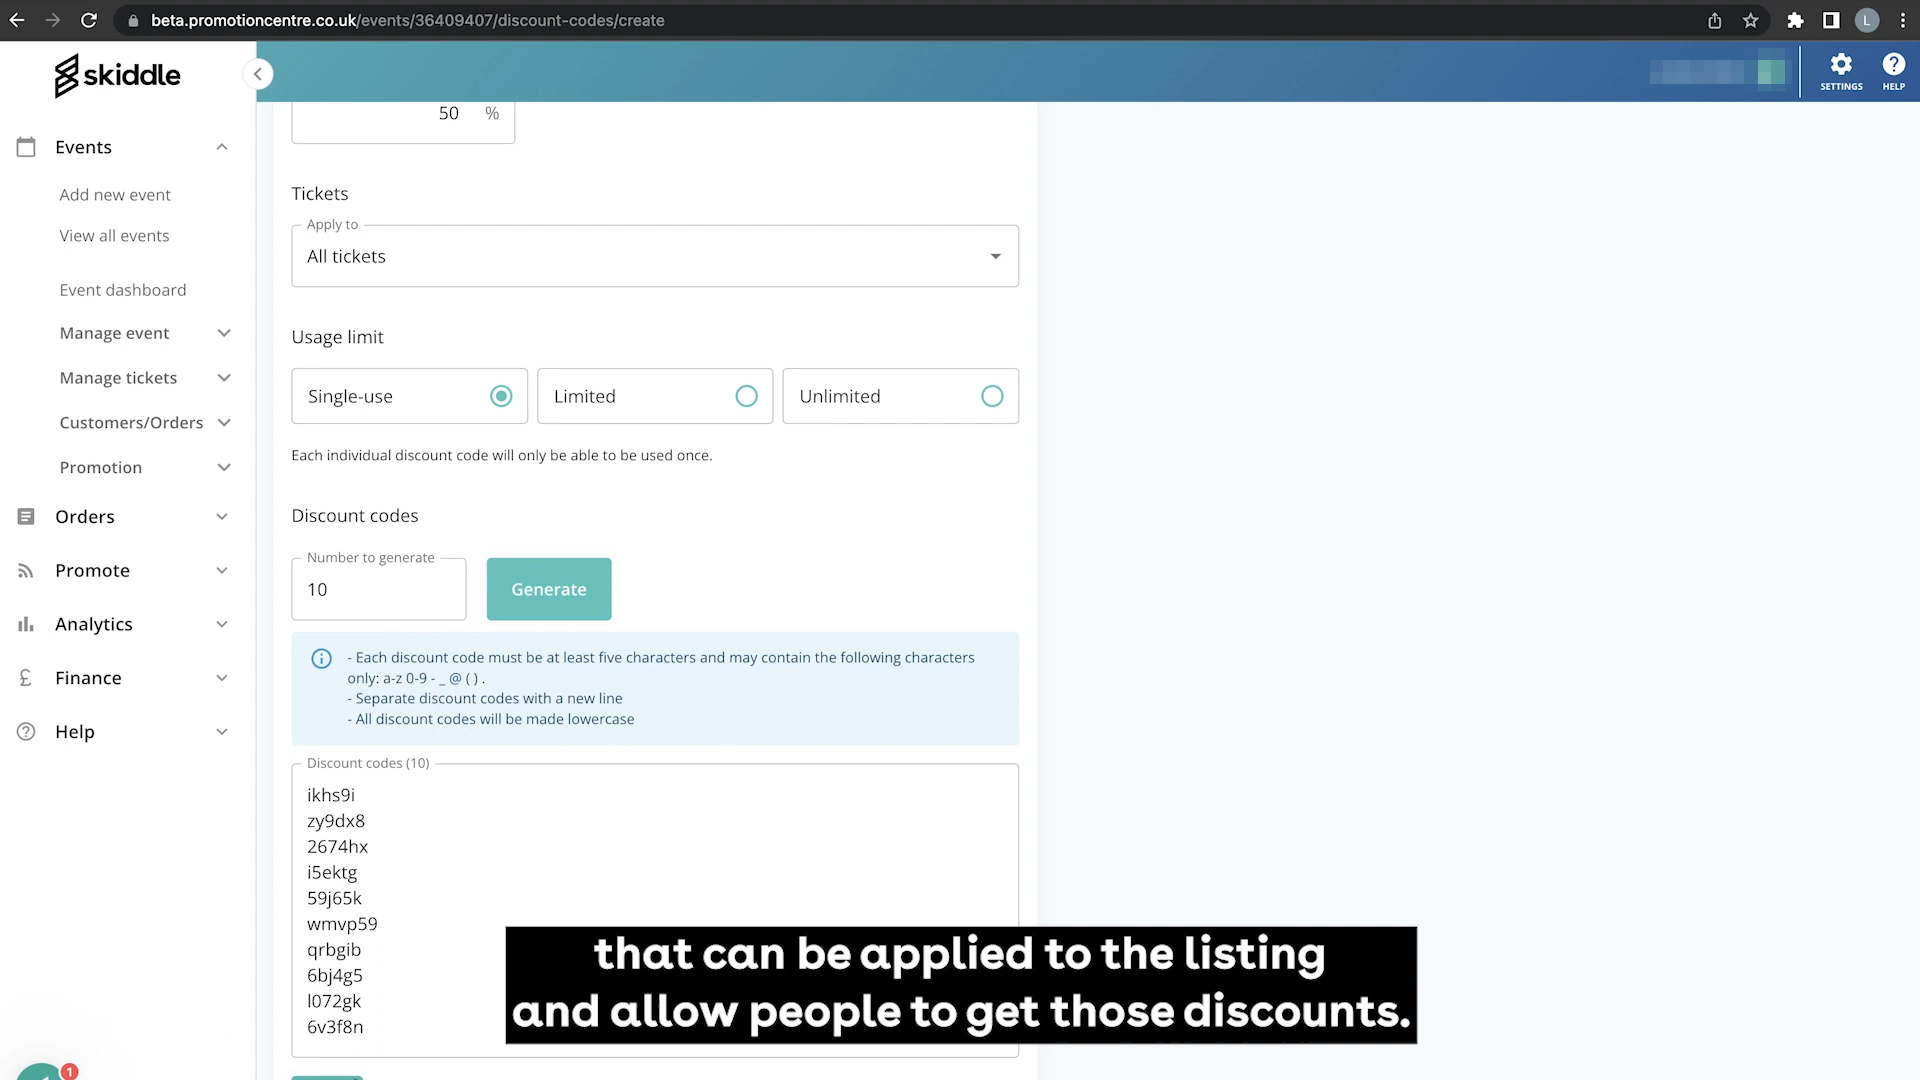 beta.promotioncentre.co.uk/events/36409407/discount-codes/create
L
skiddle
SETTINGS
HELP
Events
Add new event
View all events
Event dashboard
Manage event
Manage tickets
Customers/Orders
Promotion
Orders
Promote
Analytics
£ Finance
Help
1
50 %
Tickets
Apply to
All tickets
Usage limit
Single-use
Limited
Unlimited
Each individual discount code will only be able to be used once.
Discount codes
Number to generate
10
Generate
- Each discount code must be at least five characters and may contain the following characters
only: a-z 0-9 - _ @ ( ) .
- Separate discount codes with a new line
- All discount codes will be made lowercase
Discount codes (10)
ikhs9i
zy9dx8
2674hx
i5ektg
59j65k
wmvp59
qrbgib
6bj4g5
l072gk
6v3f8n
that can be applied to the listing
and allow people to get those discounts.